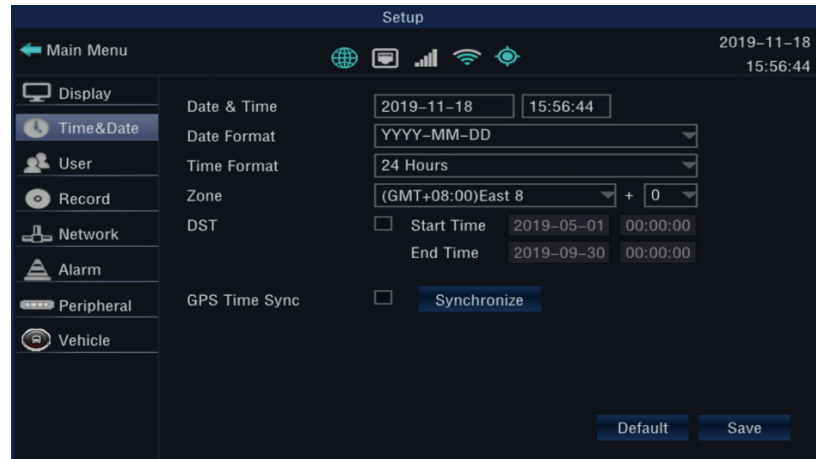 Setup
Main Menu
2019-11-18
15:56:44
Display
Time&Date
User
Record
Network
Alarm
Peripheral
Vehicle
Date & Time 2019-11-18 15:56:44
Date Format YYYY-MM-DD
Time Format 24 Hours
Zone (GMT+08:00)East 8 + 0
DST Start Time 2019-05-01 00:00:00
End Time 2019-09-30 00:00:00
GPS Time Sync Synchronize
Default Save